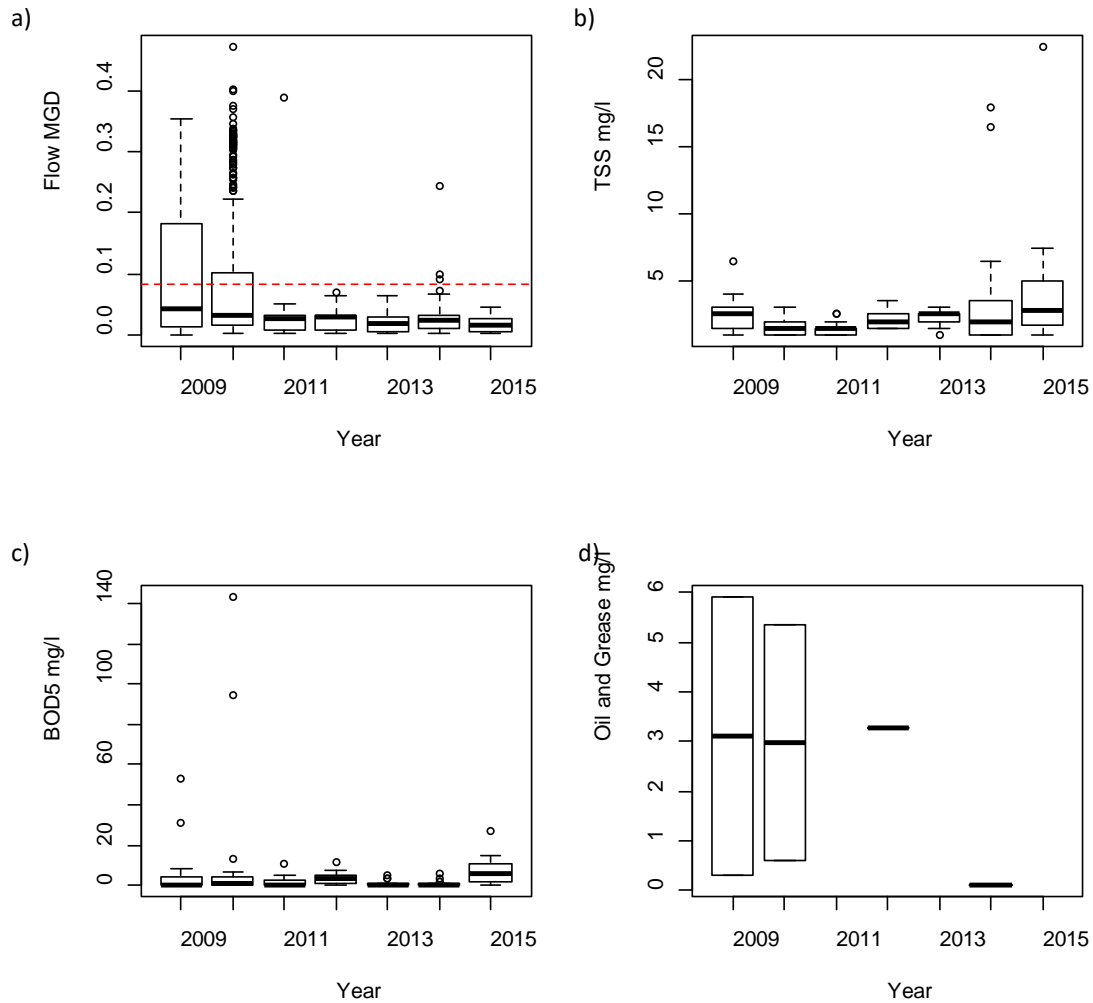 a)
Flow MGD
0.4
0.3
0.2
0.1
0.0
2009 2011 2013 2015
Year
b)
TSS mg/l
20
15
10
5
2009 2011 2013 2015
Year
c)
BOD5 mg/l
140
100
60
20
0
2009 2011 2013 2015
Year
d)
Oil and Grease mg/l
6
5
4
3
2
1
0
2009 2011 2013 2015
Year